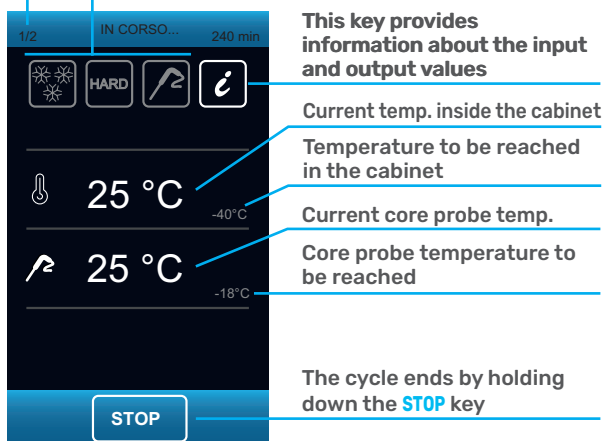 1/2 IN CORSO... 240 min
HARD
i
This key provides
information about the input
and output values
Current temp. inside the cabinet
25 °C
-40°C
Temperature to be reached
in the cabinet
25 °C
-18°C
Current core probe temp.
Core probe temperature to
be reached
STOP
The cycle ends by holding
down the STOP key